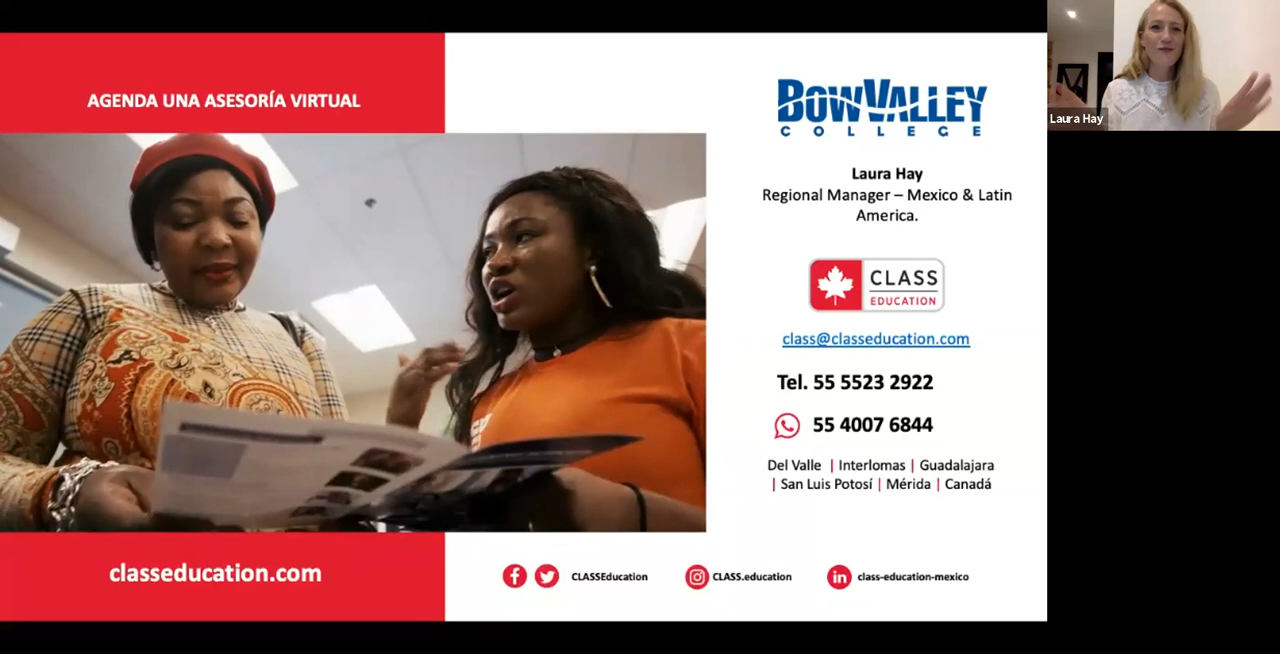 AGENDA UNA ASESORÍA VIRTUAL
BOW VALLEY
COLLEGE
Laura Hay
Regional Manager – Mexico & Latin
America.
CLASS
EDUCATION
class@classeducation.com
Tel. 55 5523 2922
55 4007 6844
Del Valle | Interlomas | Guadalajara
| San Luis Potosí | Mérida | Canadá
classeducation.com
CLASSEducation
CLASS.education
class-education-mexico
Laura Hay